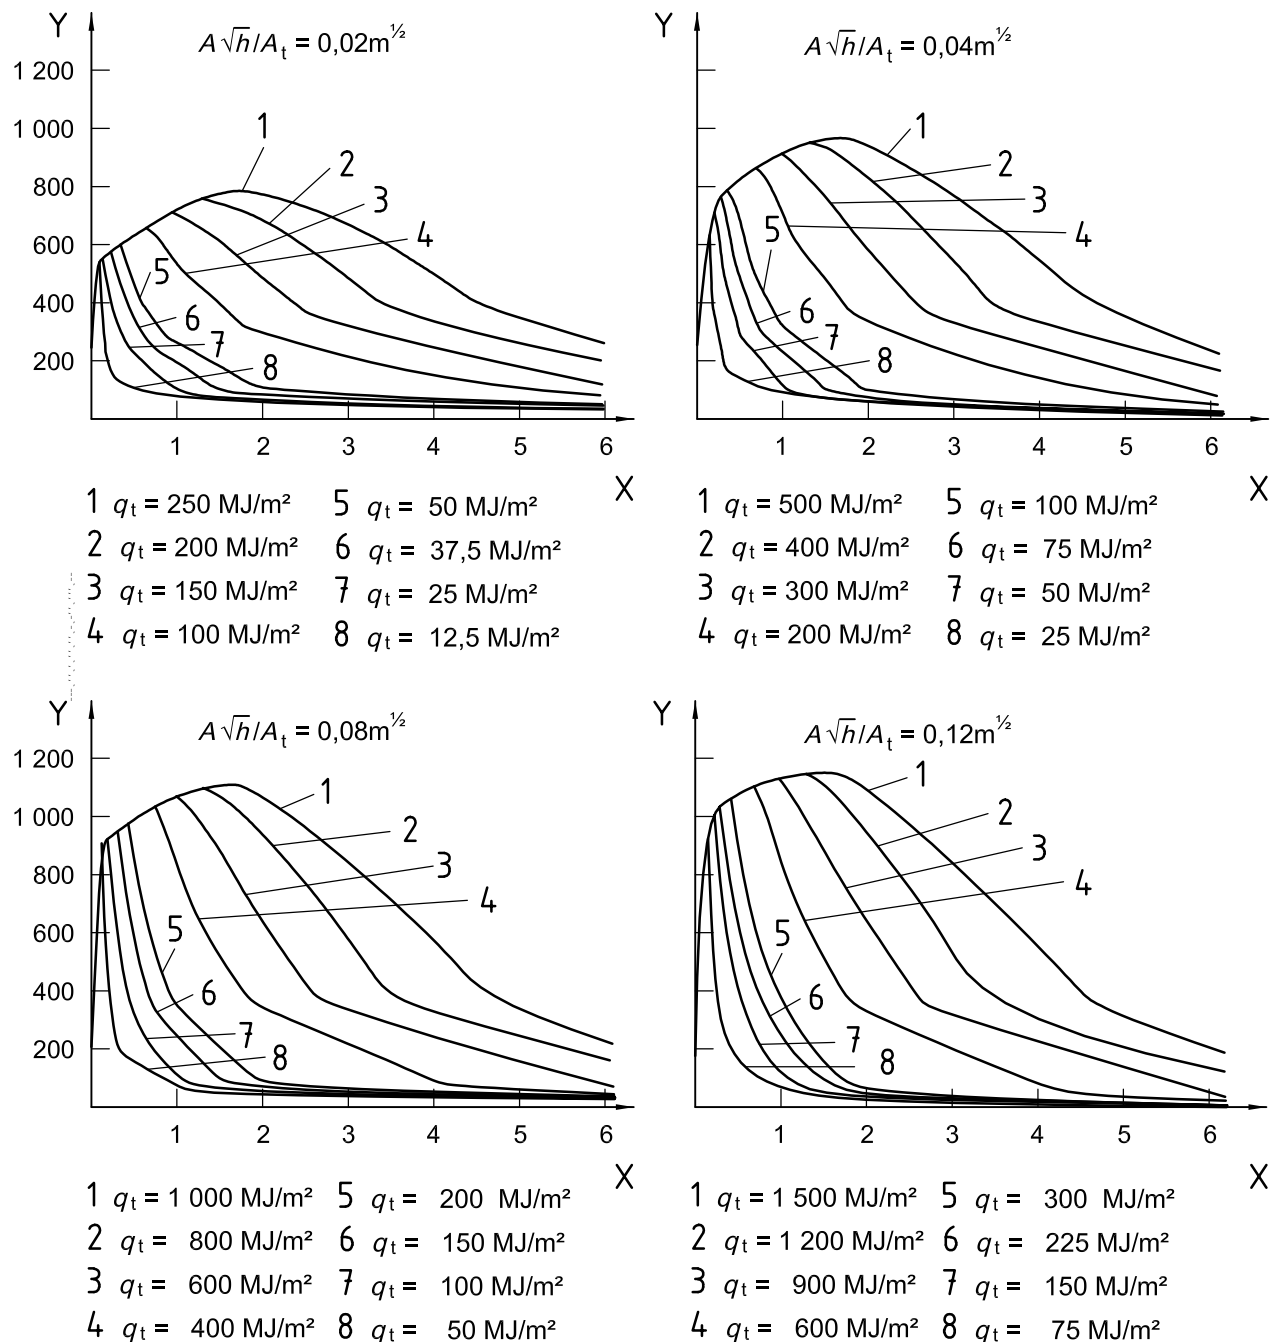 Y
A√h/At = 0,02m½
1 200
1 000
800
600
400
200
1
2
3
4
5
6
7
8
1 2 3 4 5 6
X
1 qt = 250 MJ/m² 5 qt = 50 MJ/m²
2 qt = 200 MJ/m² 6 qt = 37,5 MJ/m²
3 qt = 150 MJ/m² 7 qt = 25 MJ/m²
4 qt = 100 MJ/m² 8 qt = 12,5 MJ/m²
Y
A√h/At = 0,04m½
1
2
3
4
5
6
7
8
1 2 3 4 5 6
X
1 qt = 500 MJ/m² 5 qt = 100 MJ/m²
2 qt = 400 MJ/m² 6 qt = 75 MJ/m²
3 qt = 300 MJ/m² 7 qt = 50 MJ/m²
4 qt = 200 MJ/m² 8 qt = 25 MJ/m²
Y
A√h/At = 0,08m½
1 200
1 000
800
600
400
200
1
2
3
4
5
6
7
8
1 2 3 4 5 6
X
1 qt = 1 000 MJ/m² 5 qt = 200 MJ/m²
2 qt = 800 MJ/m² 6 qt = 150 MJ/m²
3 qt = 600 MJ/m² 7 qt = 100 MJ/m²
4 qt = 400 MJ/m² 8 qt = 50 MJ/m²
Y
A√h/At = 0,12m½
1
2
3
4
5
6
7
8
1 2 3 4 5 6
X
1 qt = 1 500 MJ/m² 5 qt = 300 MJ/m²
2 qt = 1 200 MJ/m² 6 qt = 225 MJ/m²
3 qt = 900 MJ/m² 7 qt = 150 MJ/m²
4 qt = 600 MJ/m² 8 qt = 75 MJ/m²